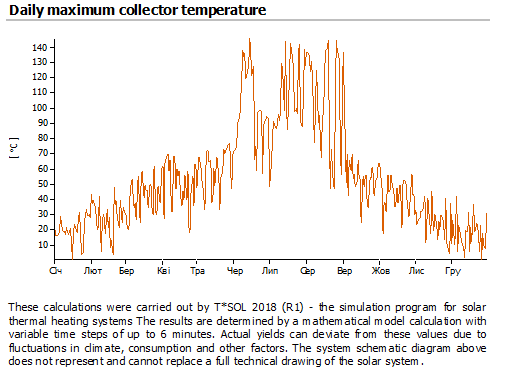 Daily maximum collector temperature
140
130
120
110
100
90
80
70
60
50
40
30
20
10
[ °C]
Січ Лют Бер Кві Тра Чер Лип Сер Вер Жов Лис Гру
These calculations were carried out by T*SOL 2018 (R1) - the simulation program for solar
thermal heating systems The results are determined by a mathematical model calculation with
variable time steps of up to 6 minutes. Actual yields can deviate from these values due to
fluctuations in climate, consumption and other factors. The system schematic diagram above
does not represent and cannot replace a full technical drawing of the solar system.